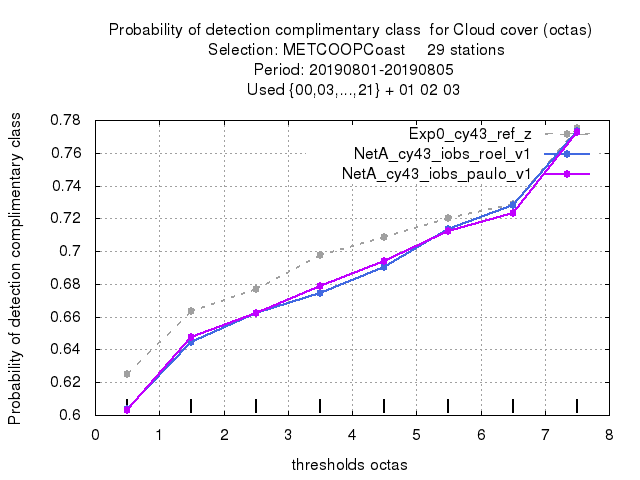 Probability of detection complimentary class  for Cloud cover (octas)
Selection: METCOOPCoast     29 stations
Period: 20190801-20190805
Used {00,03,...,21} + 01 02 03
Probability of detection complimentary class
0.78
0.76
0.74
0.72
0.7
0.68
0.66
0.64
0.62
0.6
Exp0_cy43_ref_z
NetA_cy43_iobs_roel_v1
NetA_cy43_iobs_paulo_v1
0 1 2 3 4 5 6 7 8
thresholds octas